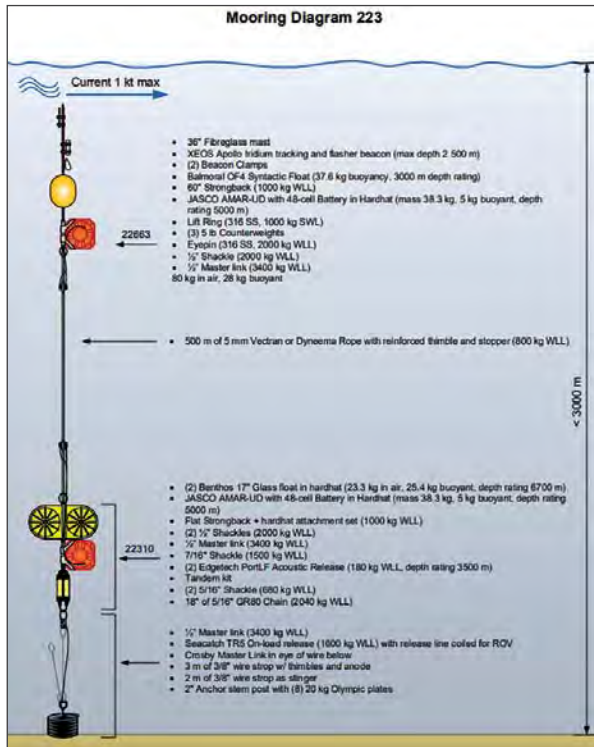 Mooring Diagram 223
Current 1 kt max
• 36" Fibreglass mast
• XEOS Apollo Iridium tracking and flasher beacon (max depth 2 500 m)
• (2) Beacon Clamps
• Balmoral OF4 Syntactic Float (37.6 kg buoyancy, 3000 m depth rating)
• 60" Strongback (1000 kg WLL)
• JASCO AMAR-UD with 48-cell Battery in Hardhat (mass 38.3 kg, 5 kg buoyant, depth
rating 5000 m)
• Lift Ring (316 SS, 1000 kg SWL)
• (3) 5 lb Counterweights
• Eyepin (316 SS, 2000 kg WLL)
• ½" Shackle (2000 kg WLL)
• ½" Master link (3400 kg WLL)
80 kg in air, 28 kg buoyant
22663
• 500 m of 5 mm Vectran or Dyneema Rope with reinforced thimble and stopper (800 kg WLL)
< 3000 m
• (2) Benthos 17" Glass float in hardhat (23.3 kg in air, 25.4 kg buoyant, depth rating 6700 m)
• JASCO AMAR-UD with 48-cell Battery in Hardhat (mass 38.3 kg, 5 kg buoyant, depth rating
5000 m)
• Flat Strongback + hardhat attachment set (1000 kg WLL)
• (2) ½" Shackles (2000 kg WLL)
• ½" Master link (3400 kg WLL)
• 7/16" Shackle (1500 kg WLL)
• (2) Edgetech PortLF Acoustic Release (180 kg WLL, depth rating 3500 m)
• Tandem kit
• (2) 5/16" Shackle (680 kg WLL)
• 18" of 5/16" GR80 Chain (2040 kg WLL)
22310
• ½" Master link (3400 kg WLL)
• Seacatch TR5 On-load release (1600 kg WLL) with release line coiled for ROV
• Crosby Master Link in eye of wire below
• 3 m of 3/8" wire strop w/ thimbles and anode
• 2 m of 3/8" wire strop as slinger
• 2" Anchor stem post with (8) 20 kg Olympic plates